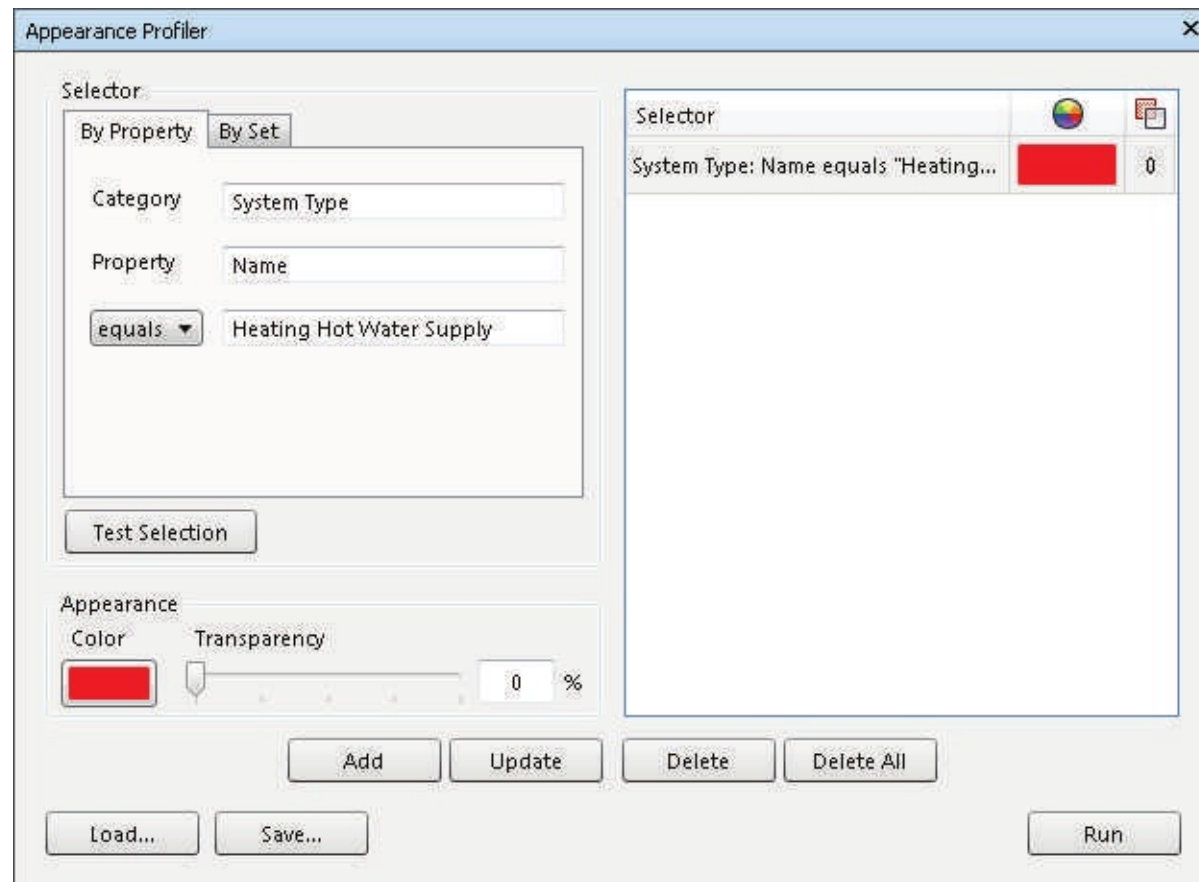 Appearance Profiler
Selector
By Property By Set
Category System Type
Property Name
equals Heating Hot Water Supply
Test Selection
Appearance
Color Transparency
0 %
Selector
System Type: Name equals "Heating... 0
Add Update Delete Delete All
Load... Save... Run